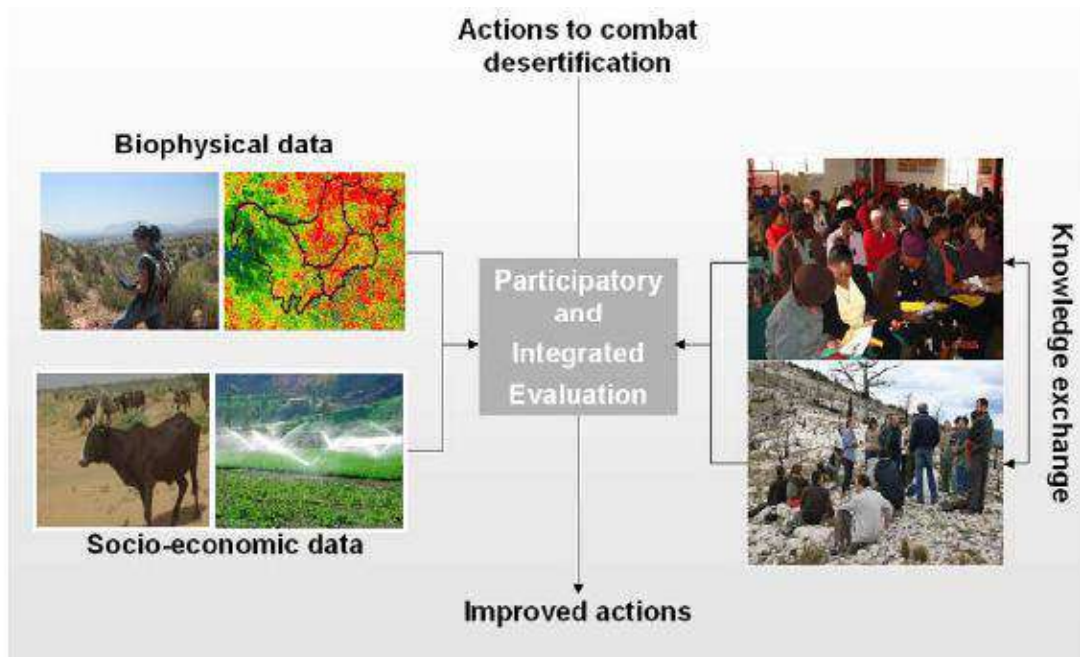 Actions to combat
desertification
Biophysical data
Participatory
and
Integrated
Evaluation
Knowledge exchange
Socio-economic data
Improved actions